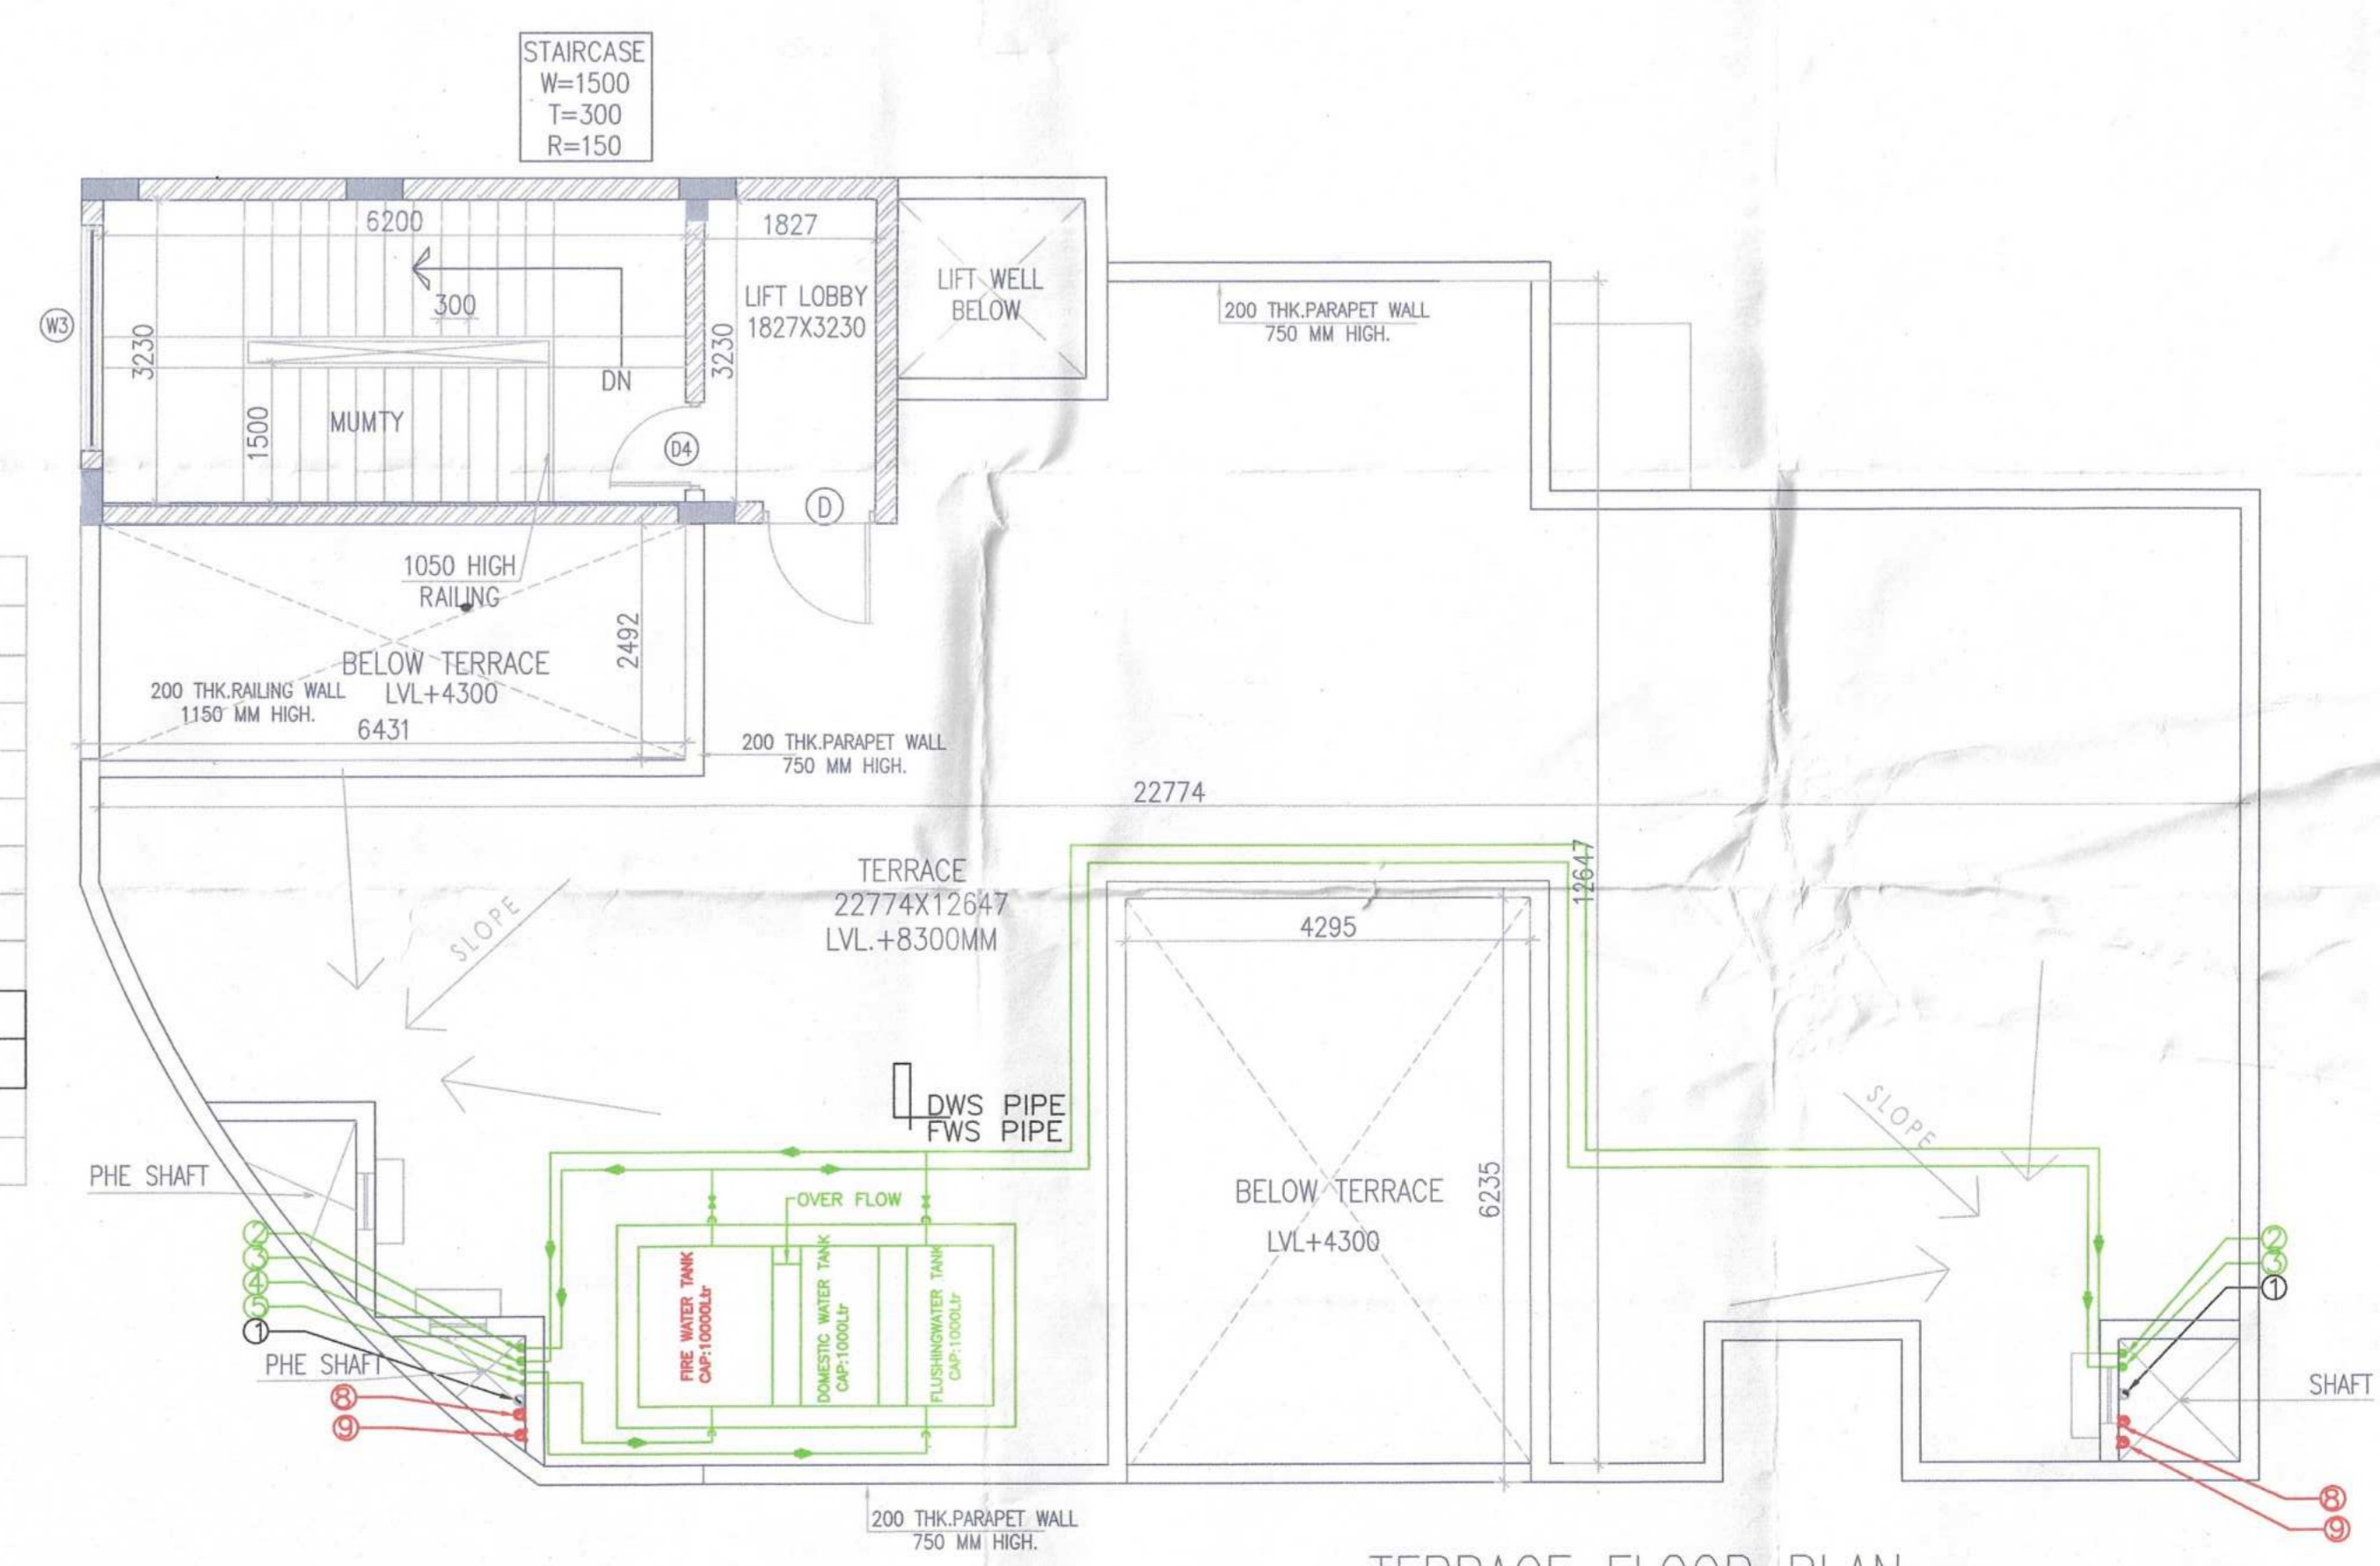 STAIRCASE
W=1500
T=300
R=150
6200
1827
LIFT LOBBY
1827X3230
LIFT WELL
BELOW
300
W3
3230
3230
DN
1500
MUMTY
D4
D
200 THK.PARAPET WALL
750 MM HIGH.
1050 HIGH
RAILING
2492
BELOW TERRACE
LVL+4300
200 THK.RAILING WALL
1150 MM HIGH.
6431
200 THK.PARAPET WALL
750 MM HIGH.
22774
TERRACE
22774X12647
LVL.+8300MM
12647
4295
SLOPE
DWS PIPE
FWS PIPE
SLOPE
PHE SHAFT
OVER FLOW
BELOW TERRACE
LVL+4300
6235
2
3
4
5
1
PHE SHAFT
8
9
FIRE WATER TANK
CAP:10000Ltr
DOMESTIC WATER TANK
CAP:1000Ltr
FLUSHINGWATER TANK
CAP:1000Ltr
2
3
1
SHAFT
8
9
200 THK.PARAPET WALL
750 MM HIGH.
TERRACE FLOOR PLAN